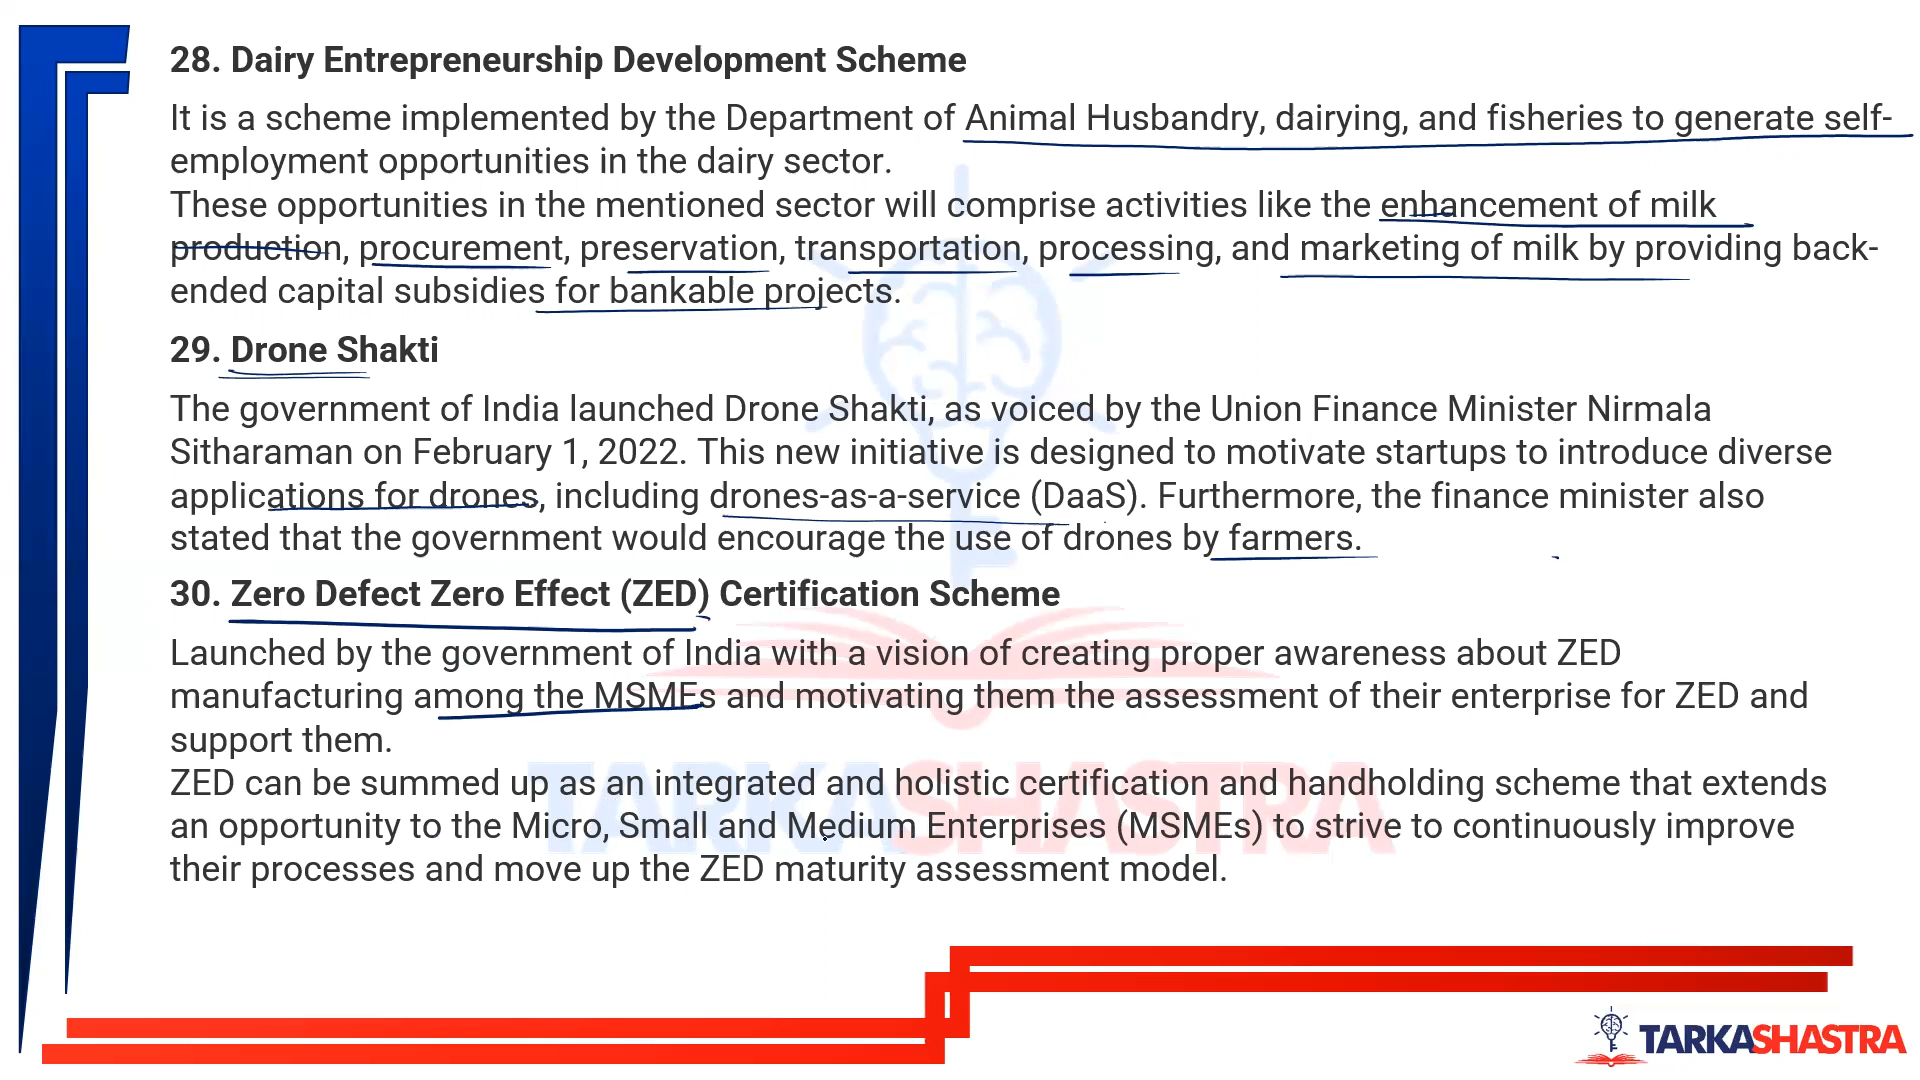 28. Dairy Entrepreneurship Development Scheme
It is a scheme implemented by the Department of Animal Husbandry, dairying, and fisheries to generate self-
employment opportunities in the dairy sector.
These opportunities in the mentioned sector will comprise activities like the enhancement of milk
production, procurement, preservation, transportation, processing, and marketing of milk by providing back-
ended capital subsidies for bankable projects.
29. Drone Shakti
The government of India launched Drone Shakti, as voiced by the Union Finance Minister Nirmala
Sitharaman on February 1, 2022. This new initiative is designed to motivate startups to introduce diverse
applications for drones, including drones-as-a-service (DaaS). Furthermore, the finance minister also
stated that the government would encourage the use of drones by farmers.
30. Zero Defect Zero Effect (ZED) Certification Scheme
Launched by the government of India with a vision of creating proper awareness about ZED
manufacturing among the MSMEs and motivating them the assessment of their enterprise for ZED and
support them.
ZED can be summed up as an integrated and holistic certification and handholding scheme that extends
an opportunity to the Micro, Small and Medium Enterprises (MSMEs) to strive to continuously improve
their processes and move up the ZED maturity assessment model.
TARKASHASTRA
TARKASHASTRA